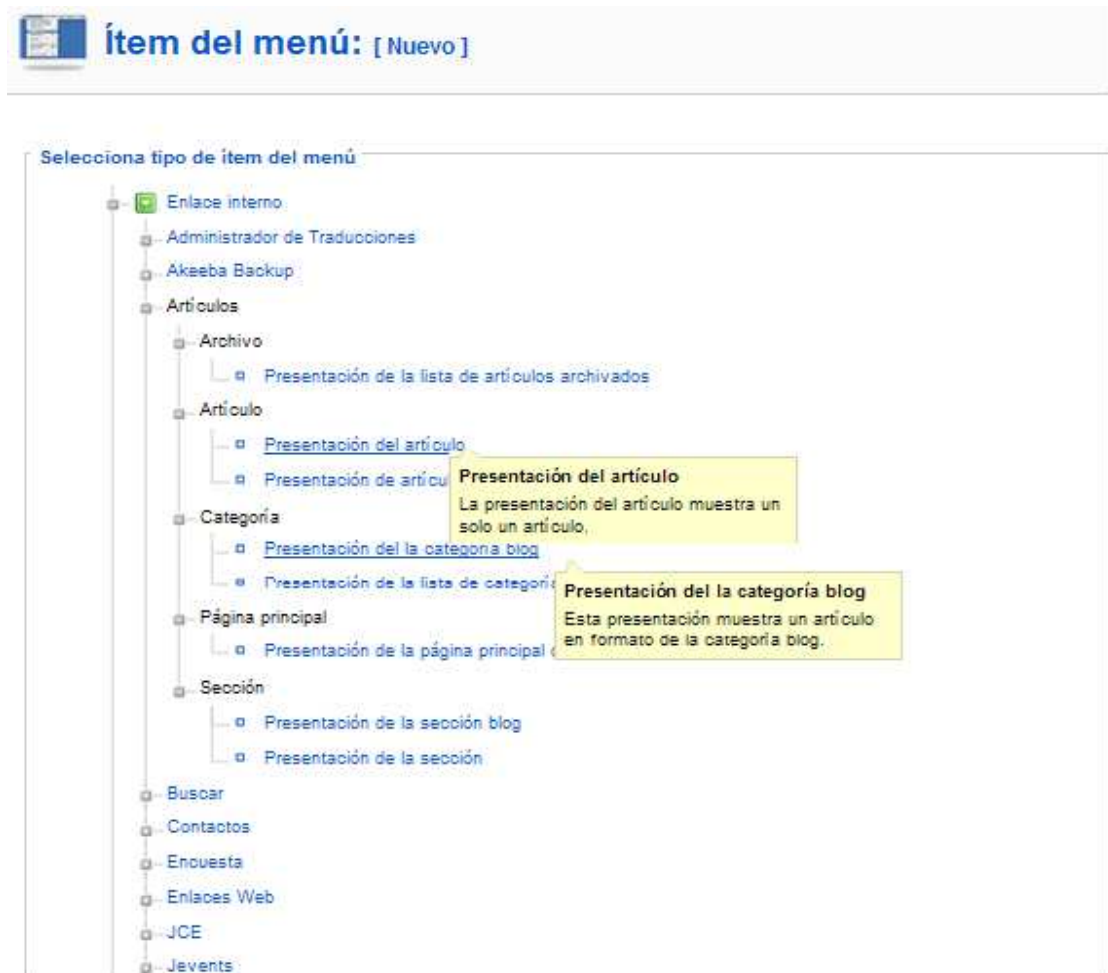 Ítem del menú: [ Nuevo ]
Selecciona tipo de ítem del menú
Enlace interno
Administrador de Traducciones
Akeeba Backup
Artículos
Archivo
Presentación de la lista de artículos archivados
Artículo
Presentación del artículo
Presentación de artícu
Presentación del artículo
La presentación del artículo muestra un
solo un artículo.
Categoría
Presentación del la categoría blog
Presentación de la lista de categoría
Presentación del la categoría blog
Esta presentación muestra un artículo
en formato de la categoría blog.
Página principal
Presentación de la página principal
Sección
Presentación de la sección blog
Presentación de la sección
Buscar
Contactos
Encuesta
Enlaces Web
JCE
Jevents